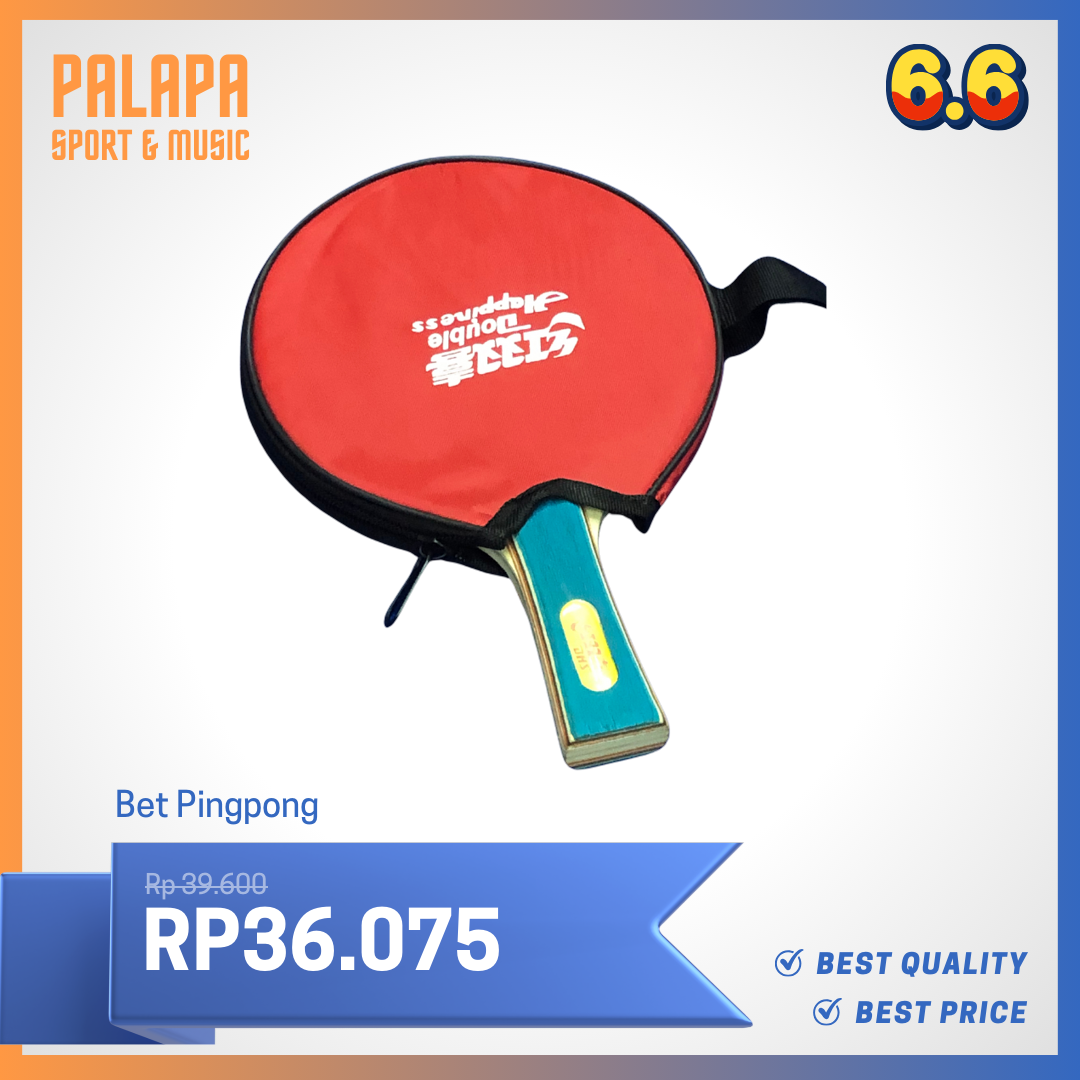 PALAPA
SPORT & MUSIC
6.6
红双喜
Double
Happiness
Bet Pingpong
Rp 39.600
RP36.075
BEST QUALITY
BEST PRICE